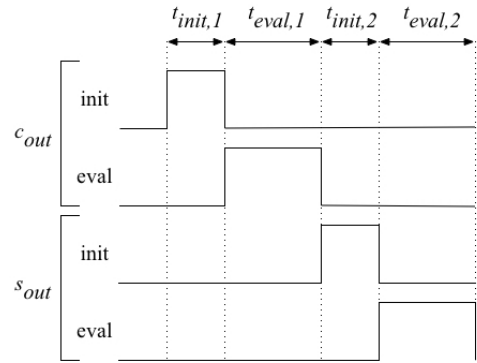 t_init,1 t_eval,1 t_init,2 t_eval,2
init
c_out
eval
init
s_out
eval